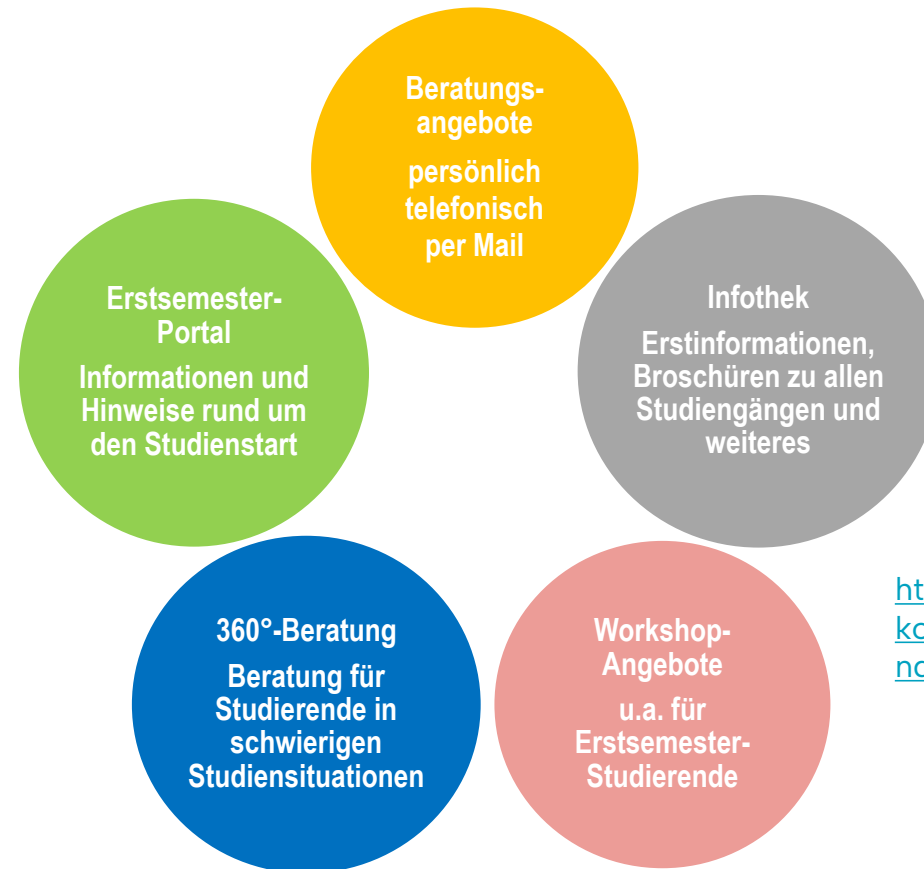 Beratungs-
angebote
persönlich
telefonisch
per Mail
Erstsemester-
Portal
Informationen und
Hinweise rund um
den Studienstart
Infothek
Erstinformationen,
Broschüren zu allen
Studiengängen und
weiteres
360°-Beratung
Beratung für
Studierende in
schwierigen
Studiensituationen
Workshop-
Angebote
u.a. für
Erstsemester-
Studierende